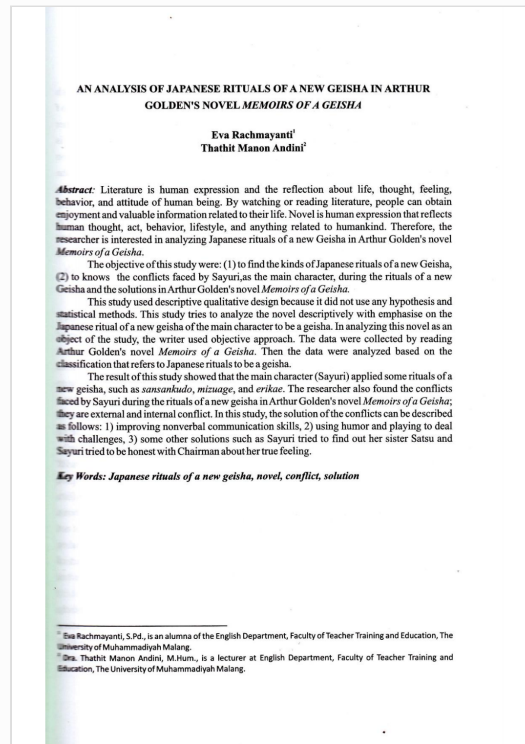 AN ANALYSIS OF JAPANESE RITUALS OF A NEW GEISHA IN ARTHUR
GOLDEN'S NOVEL MEMOIRS OF A GEISHA
Eva Rachmayanti¹
Thathit Manon Andini²
Abstract: Literature is human expression and the reflection about life, thought, feeling,
behavior, and attitude of human being. By watching or reading literature, people can obtain
enjoyment and valuable information related to their life. Novel is human expression that reflects
human thought, act, behavior, lifestyle, and anything related to humankind. Therefore, the
researcher is interested in analyzing Japanese rituals of a new Geisha in Arthur Golden's novel
Memoirs of a Geisha.
The objective of this study were: (1) to find the kinds of Japanese rituals of a new Geisha,
(2) to knows the conflicts faced by Sayuri,as the main character, during the rituals of a new
Geisha and the solutions in Arthur Golden's novel Memoirs of a Geisha.
This study used descriptive qualitative design because it did not use any hypothesis and
statistical methods. This study tries to analyze the novel descriptively with emphasise on the
Japanese ritual of a new geisha of the main character to be a geisha. In analyzing this novel as an
object of the study, the writer used objective approach. The data were collected by reading
Arthur Golden's novel Memoirs of a Geisha. Then the data were analyzed based on the
classification that refers to Japanese rituals to be a geisha.
The result of this study showed that the main character (Sayuri) applied some rituals of a
new geisha, such as sansankudo, mizuage, and erikae. The researcher also found the conflicts
faced by Sayuri during the rituals of a new geisha in Arthur Golden's novel Memoirs of a Geisha;
they are external and internal conflict. In this study, the solution of the conflicts can be described
as follows: 1) improving nonverbal communication skills, 2) using humor and playing to deal
with challenges, 3) some other solutions such as Sayuri tried to find out her sister Satsu and
Sayuri tried to be honest with Chairman about her true feeling.
Key Words: Japanese rituals of a new geisha, novel, conflict, solution
Eva Rachmayanti, S.Pd., is an alumna of the English Department, Faculty of Teacher Training and Education, The
University of Muhammadiyah Malang.
Dra. Thathit Manon Andini, M.Hum., is a lecturer at English Department, Faculty of Teacher Training and
Education, The University of Muhammadiyah Malang.